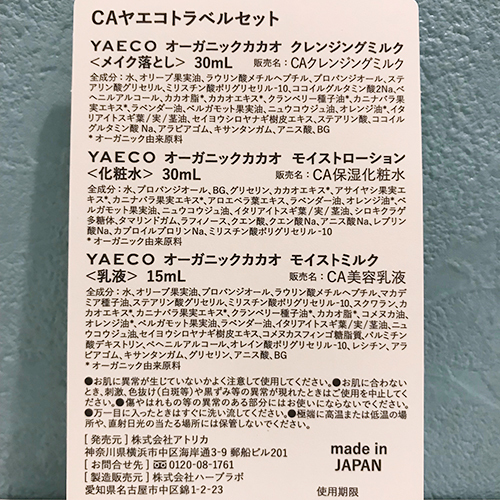 CAヤエコトラベルセット
YAECO オーガニックカカオ クレンジングミルク
＜メイク落とし＞ 30mL 販売名：CAクレンジングミルク
全成分：水、オリーブ果実油、ラウリン酸メチルヘプチル、プロパンジオール、ステ
アリン酸グリセリル、ミリスチン酸ポリグリセリル-10、ココイルグルタミン酸2Na、ベ
ヘニルアルコール、カカオ脂*、カカオエキス*、クランベリー種子油*、カニナバラ果
実エキス*、ラベンダー油、ベルガモット果実油、ニュウコウジュ油、オレンジ油*、イタ
リアイトスギ葉/実/茎油、セイヨウシロヤナギ樹皮エキス、ステアリン酸、ココイル
グルタミン酸Na、アラビアゴム、キサンタンガム、アニス酸、BG
*オーガニック由来原料
YAECO オーガニックカカオ モイストローション
＜化粧水＞ 30mL 販売名：CA保湿化粧水
全成分：水、プロパンジオール、BG、グリセリン、カカオエキス*、アサイヤシ果実エ
キス*、カニナバラ果実エキス*、アロエベラ葉エキス、ラベンダー油、オレンジ油*、ベ
ルガモット果実油、ニュウコウジュ油、イタリアイトスギ葉/実/茎油、シロキクラゲ
多糖体、タマリンドガム、ラフィノース、クエン酸、クエン酸Na、アニス酸Na、レブリン
酸Na、カプロイルプロリンNa、ミリスチン酸ポリグリセリル-10
*オーガニック由来原料
YAECO オーガニックカカオ モイストミルク
＜乳液＞ 15mL 販売名：CA美容乳液
全成分：水、プロパンジオール、グリセリン、ラウリン酸メチルヘプチル、マカデ
ミア種子油、ステアリン酸グリセリル、ミリスチン酸ポリグリセリル-10、スクワラン、カ
カオエキス*、カニナバラ果実エキス*、クランベリー種子油*、カカオ脂*、コメヌカ油、
オレンジ油*、ベルガモット果実油、ラベンダー油*、イタリアイトスギ葉/実/茎油、ニュ
ウコウジュ油、セイヨウシロヤナギ樹皮エキス、コメヌカスフィンゴ糖脂質、パルミチン
酸デキストリン、ベヘニルアルコール、オレイン酸ポリグリセリル-10、レシチン、アラ
ビアゴム、キサンタンガム、グリセリン、アニス酸、BG
*オーガニック由来原料
●お肌に異常が生じていないかよく注意して使用してください。●お肌に合わない
とき、刺激、色抜け(白斑等)や黒ずみ等の異常が現れたときはご使用を中止してく
ださい。●傷やはれもの等の異常のある部分にはお使いにならないでください。
●万一目に入ったときはすぐに洗い流してください。●極端に高温または低温の場
所や、直射日光の当たる場所には保管しないでください。
[発売元] 株式会社アトリカ
神奈川県横浜市中区海岸通3-9 郵船ビル201
[お問合せ先] 0120-08-1761
[製造販売元] 株式会社ハーブラボ
愛知県名古屋市中区錦1-2-23
made in
JAPAN
使用期限